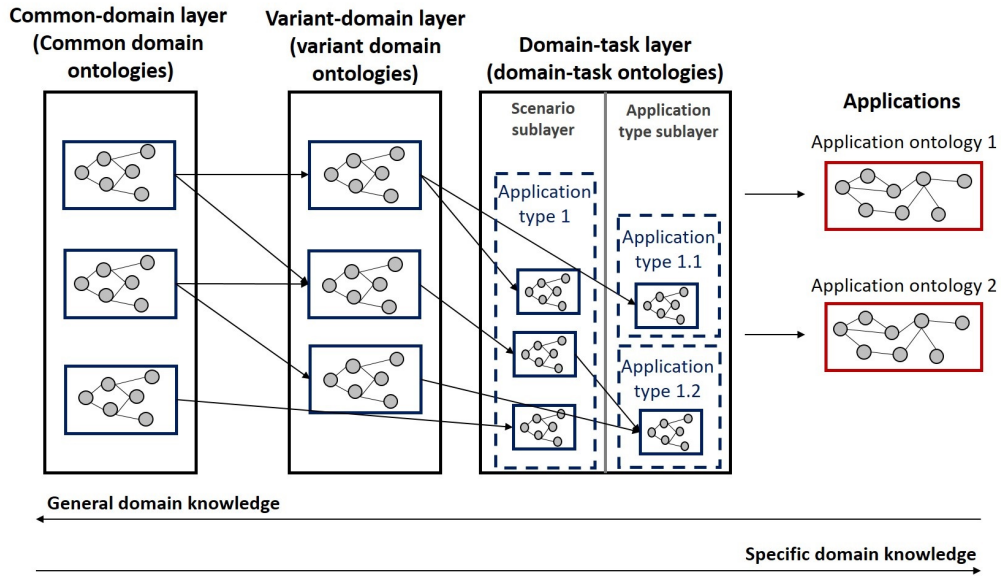 Common-domain layer
(Common domain
ontologies)
Variant-domain layer
(variant domain
ontologies)
Domain-task layer
(domain-task ontologies)
Scenario
sublayer
Application
type sublayer
Application
type 1
Application
type 1.1
Application
type 1.2
Applications
Application ontology 1
Application ontology 2
General domain knowledge
Specific domain knowledge